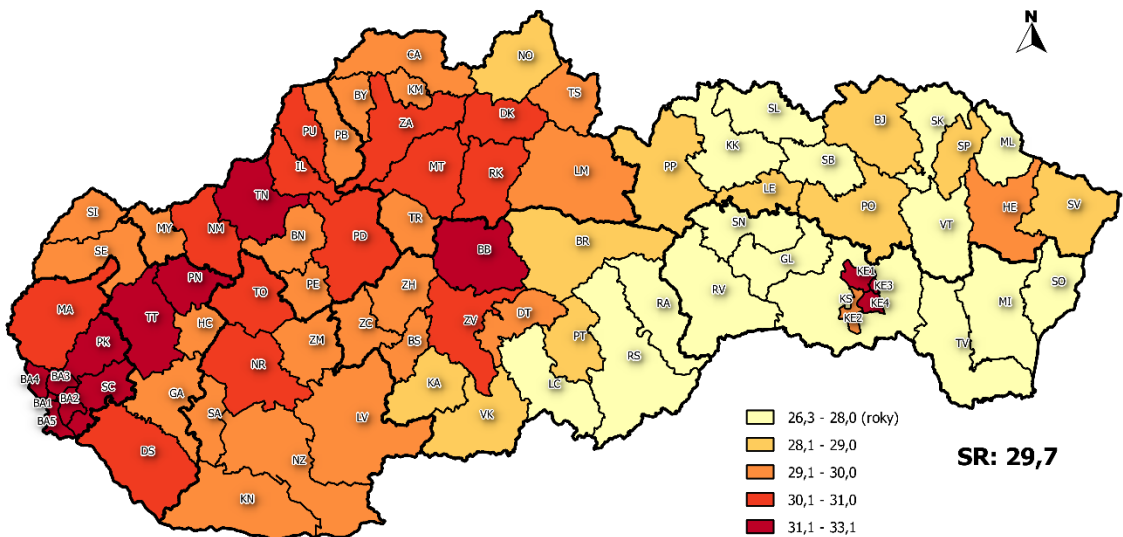 N
CA
NO
BY
KM
TS
PU
PB
ZA
DK
SL
BJ
SK
SP
ML
IL
MT
RK
LM
PP
KK
SB
TN
LE
PO
HE
SV
SI
MY
NM
BN
PD
TR
BB
BR
SN
VT
SE
GL
PN
TO
PE
ZH
KE1
MA
TT
RV
KE3
SO
HC
ZC
ZV
DT
RA
KS
KE4
MI
PK
ZM
BS
PT
KE2
NR
RS
TV
BA4
BA3
SC
KA
LC
BA1
BA2
GA
SA
LV
VK
BA5
DS
NZ
KN
26,3 - 28,0 (roky)
28,1 - 29,0
29,1 - 30,0
30,1 - 31,0
31,1 - 33,1
SR: 29,7